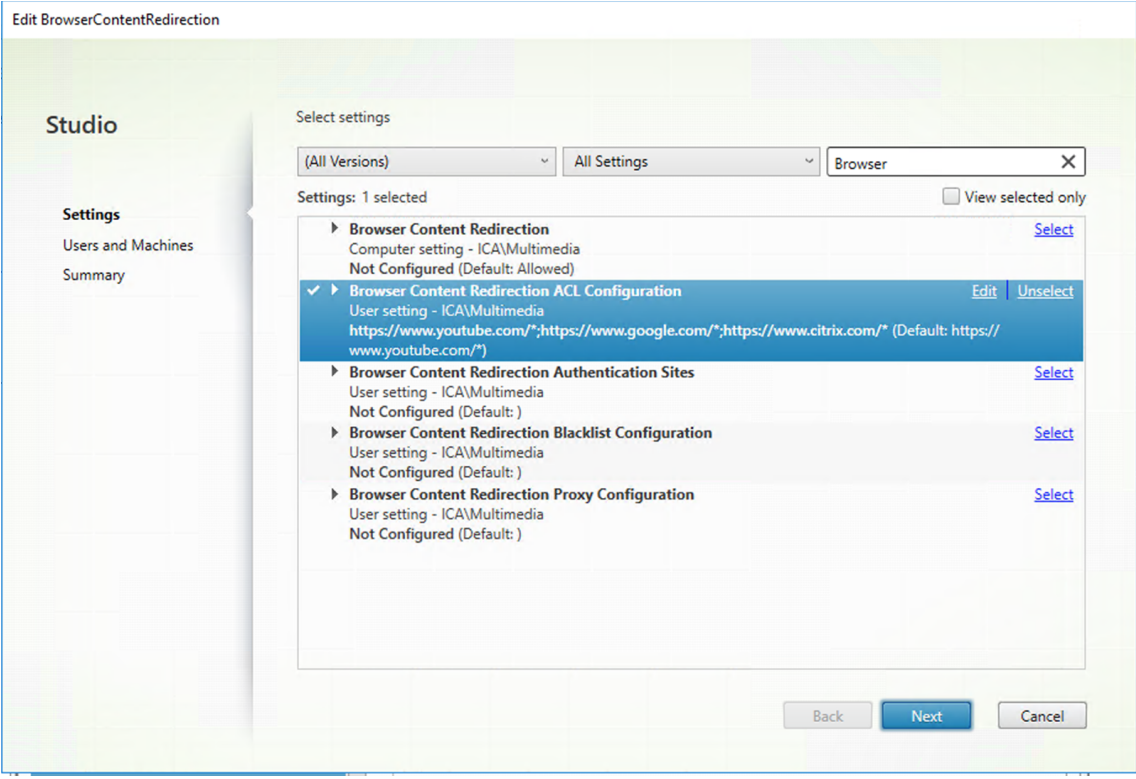 Edit BrowserContentRedirection
Studio
Settings
Users and Machines
Summary
Select settings
(All Versions)
All Settings
Browser
Settings: 1 selected
View selected only
Browser Content Redirection
Select
Computer setting - ICA\Multimedia
Not Configured (Default: Allowed)
Browser Content Redirection ACL Configuration
Edit
Unselect
User setting - ICA\Multimedia
https://www.youtube.com/*;https://www.google.com/*;https://www.citrix.com/* (Default: https://
www.youtube.com/*)
Browser Content Redirection Authentication Sites
Select
User setting - ICA\Multimedia
Not Configured (Default: )
Browser Content Redirection Blacklist Configuration
Select
User setting - ICA\Multimedia
Not Configured (Default: )
Browser Content Redirection Proxy Configuration
Select
User setting - ICA\Multimedia
Not Configured (Default: )
Back
Next
Cancel